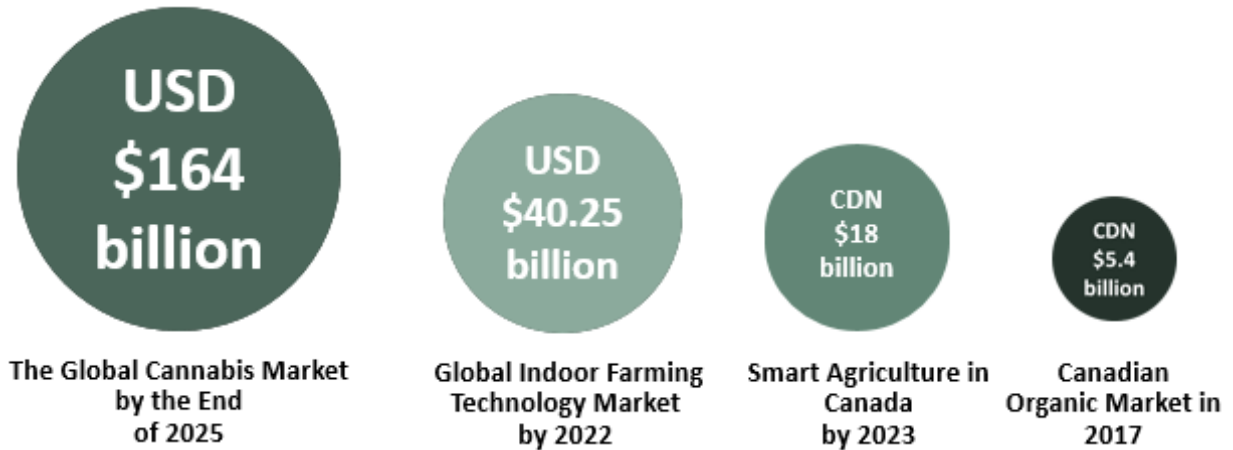 USD
$164
billion
The Global Cannabis Market
by the End
of 2025
USD
$40.25
billion
Global Indoor Farming
Technology Market
by 2022
CDN
$18
billion
Smart Agriculture in
Canada
by 2023
CDN
$5.4
billion
Canadian
Organic Market in
2017